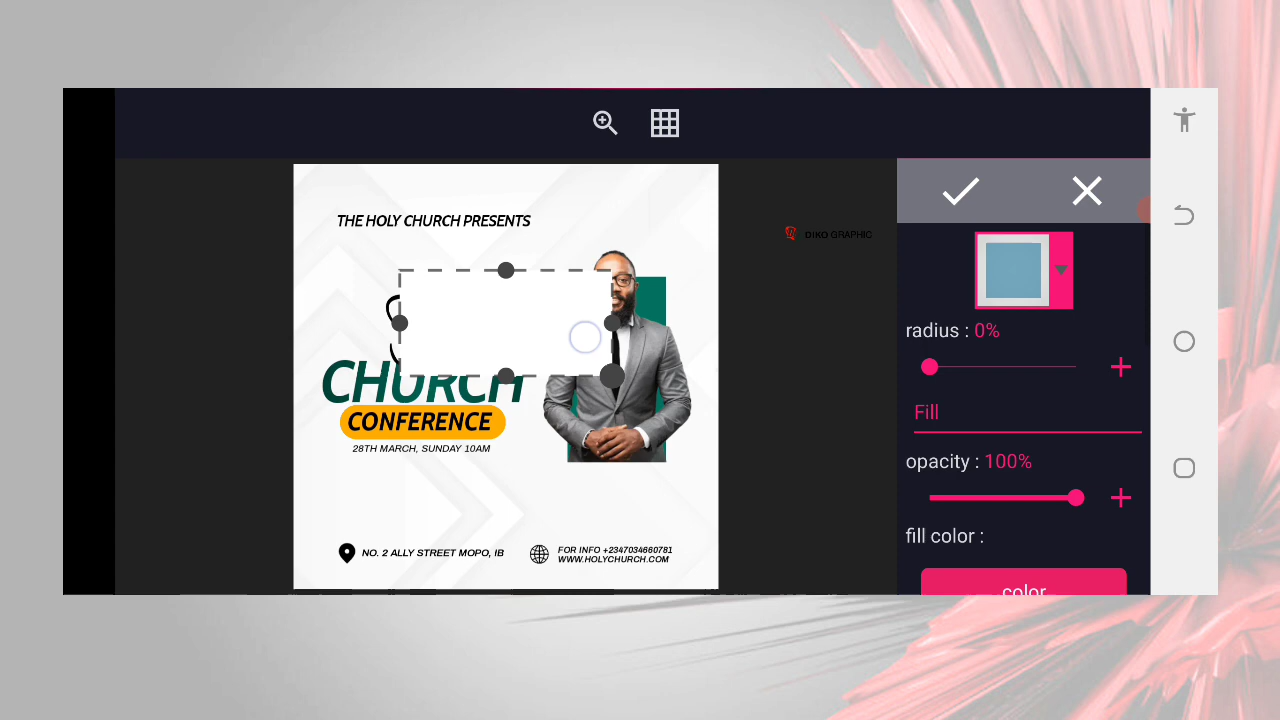 THE HOLY CHURCH PRESENTS
OIKO GRAPHIC
CHURCH
CONFERENCE
28TH MARCH, SUNDAY 10AM
NO. 2 ALLY STREET MOPO, IB
FOR INFO +2347034660781
WWW.HOLYCHURCH.COM
radius : 0%
Fill
opacity : 100%
fill color :
color